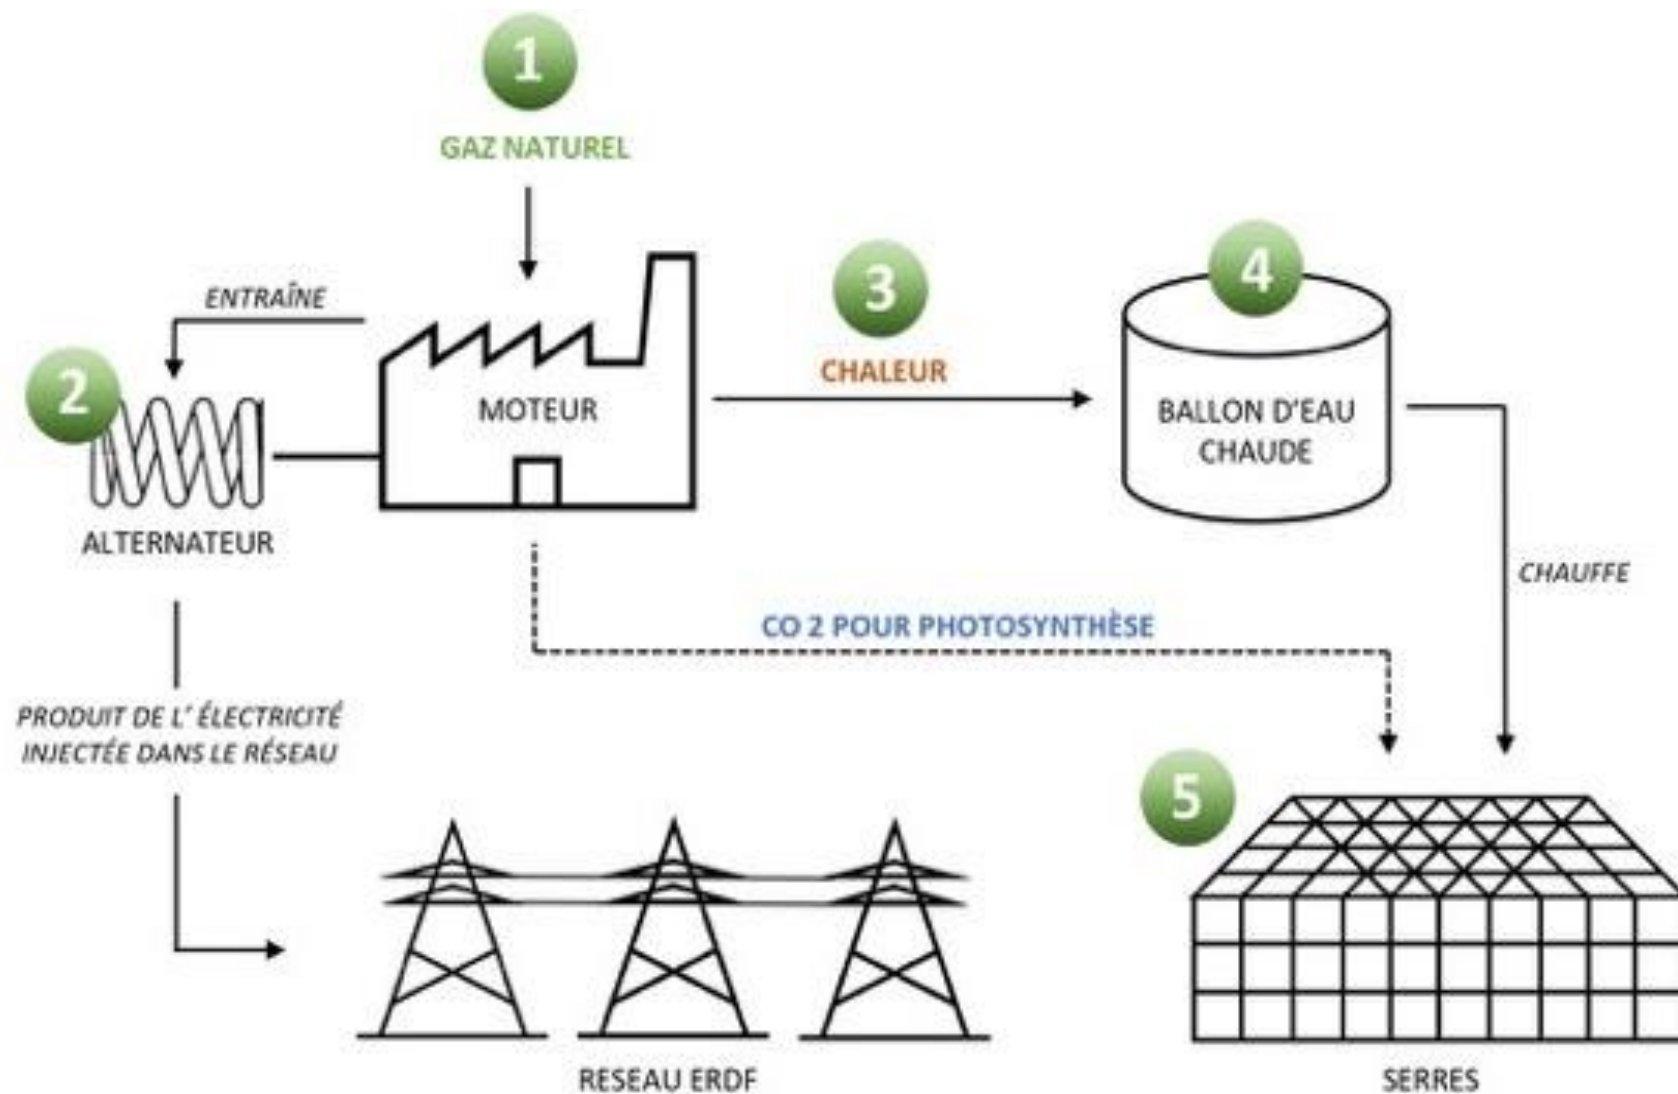 1
GAZ NATUREL
ENTRAÎNE
2
ALTERNATEUR
MOTEUR
3
CHALEUR
4
BALLON D'EAU
CHAUDE
CHAUFFE
CO 2 POUR PHOTOSYNTHÈSE
PRODUIT DE L' ÉLECTRICITÉ
INJECTÉE DANS LE RÉSEAU
5
RESEAU ERDF
SERRES